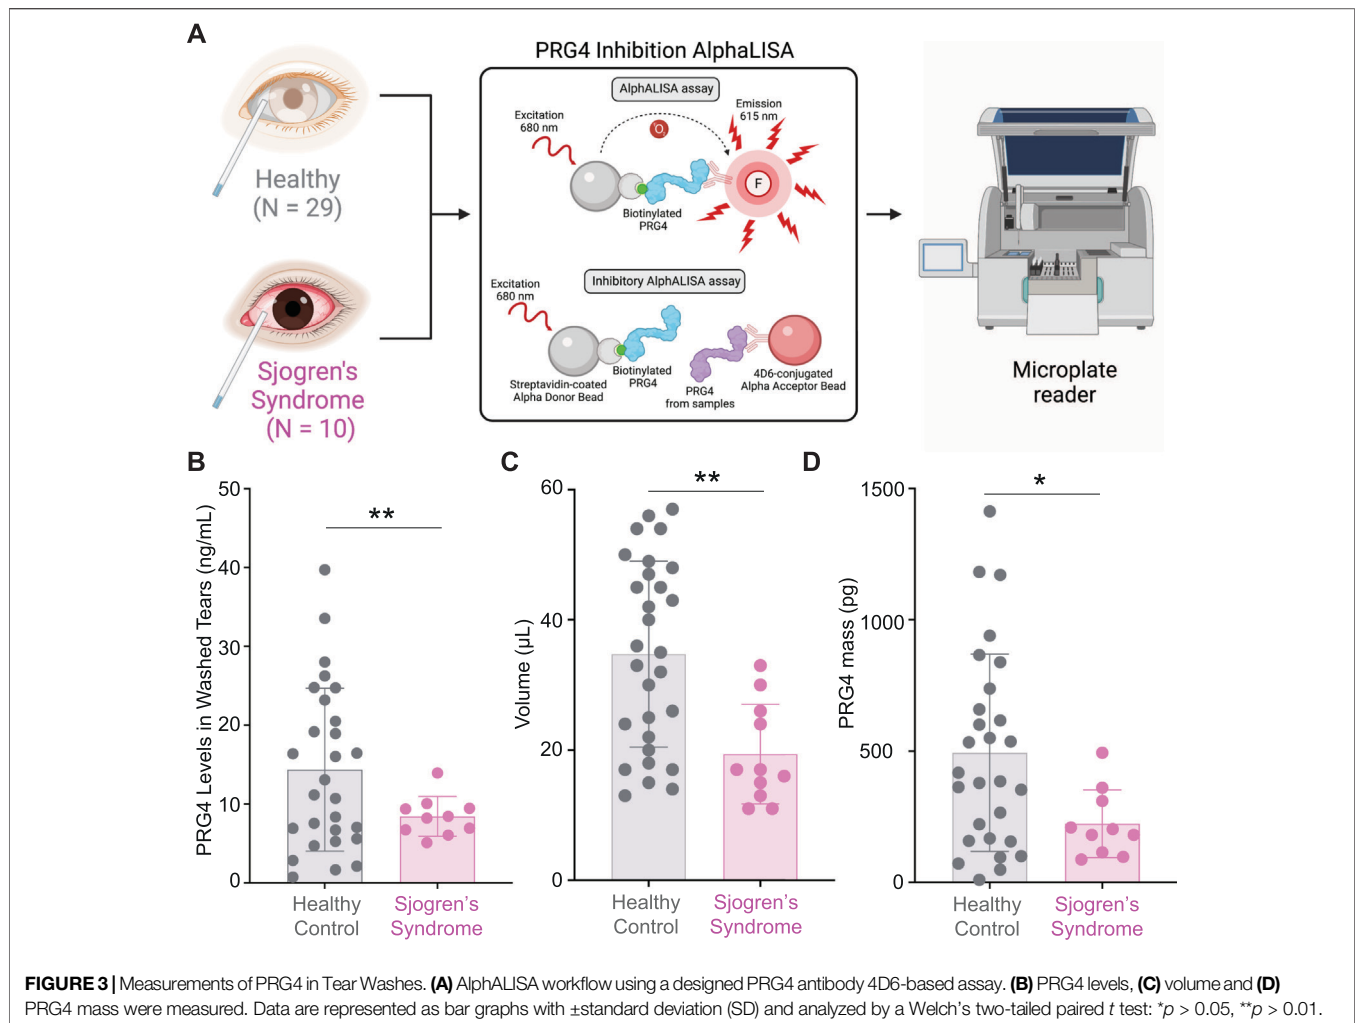 A
PRG4 Inhibition AlphaLISA
AlphALISA assay
Excitation
680 nm
Emission
615 nm
¹O₂
F
Biotinylated
PRG4
Healthy
(N = 29)
Inhibitory AlphALISA assay
Excitation
680 nm
Biotinylated
PRG4
Streptavidin-coated
Alpha Donor Bead
PRG4
from samples
4D6-conjugated
Alpha Acceptor Bead
Sjogren's
Syndrome
(N = 10)
Microplate
reader
B
PRG4 Levels in Washed Tears (ng/mL)
50
40
30
20
10
0
**
Healthy
Control
Sjogren's
Syndrome
C
Volume (µL)
60
40
20
0
**
Healthy
Control
Sjogren's
Syndrome
D
PRG4 mass (pg)
1500
1000
500
0
*
Healthy
Control
Sjogren's
Syndrome
FIGURE 3 | Measurements of PRG4 in Tear Washes. (A) AlphALISA workflow using a designed PRG4 antibody 4D6-based assay. (B) PRG4 levels, (C) volume and (D)
PRG4 mass were measured. Data are represented as bar graphs with ±standard deviation (SD) and analyzed by a Welch's two-tailed paired t test: *p > 0.05, **p > 0.01.